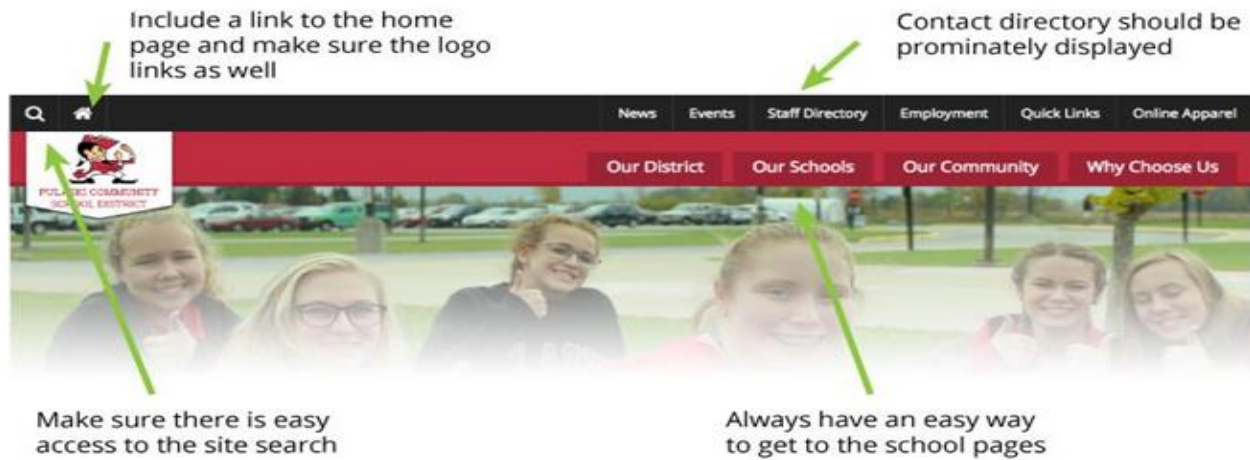 Include a link to the home
page and make sure the logo
links as well
Contact directory should be
prominately displayed
News Events Staff Directory Employment Quick Links Online Apparel
Our District Our Schools Our Community Why Choose Us
PULASKI COMMUNITY
SCHOOL DISTRICT
Make sure there is easy
access to the site search
Always have an easy way
to get to the school pages